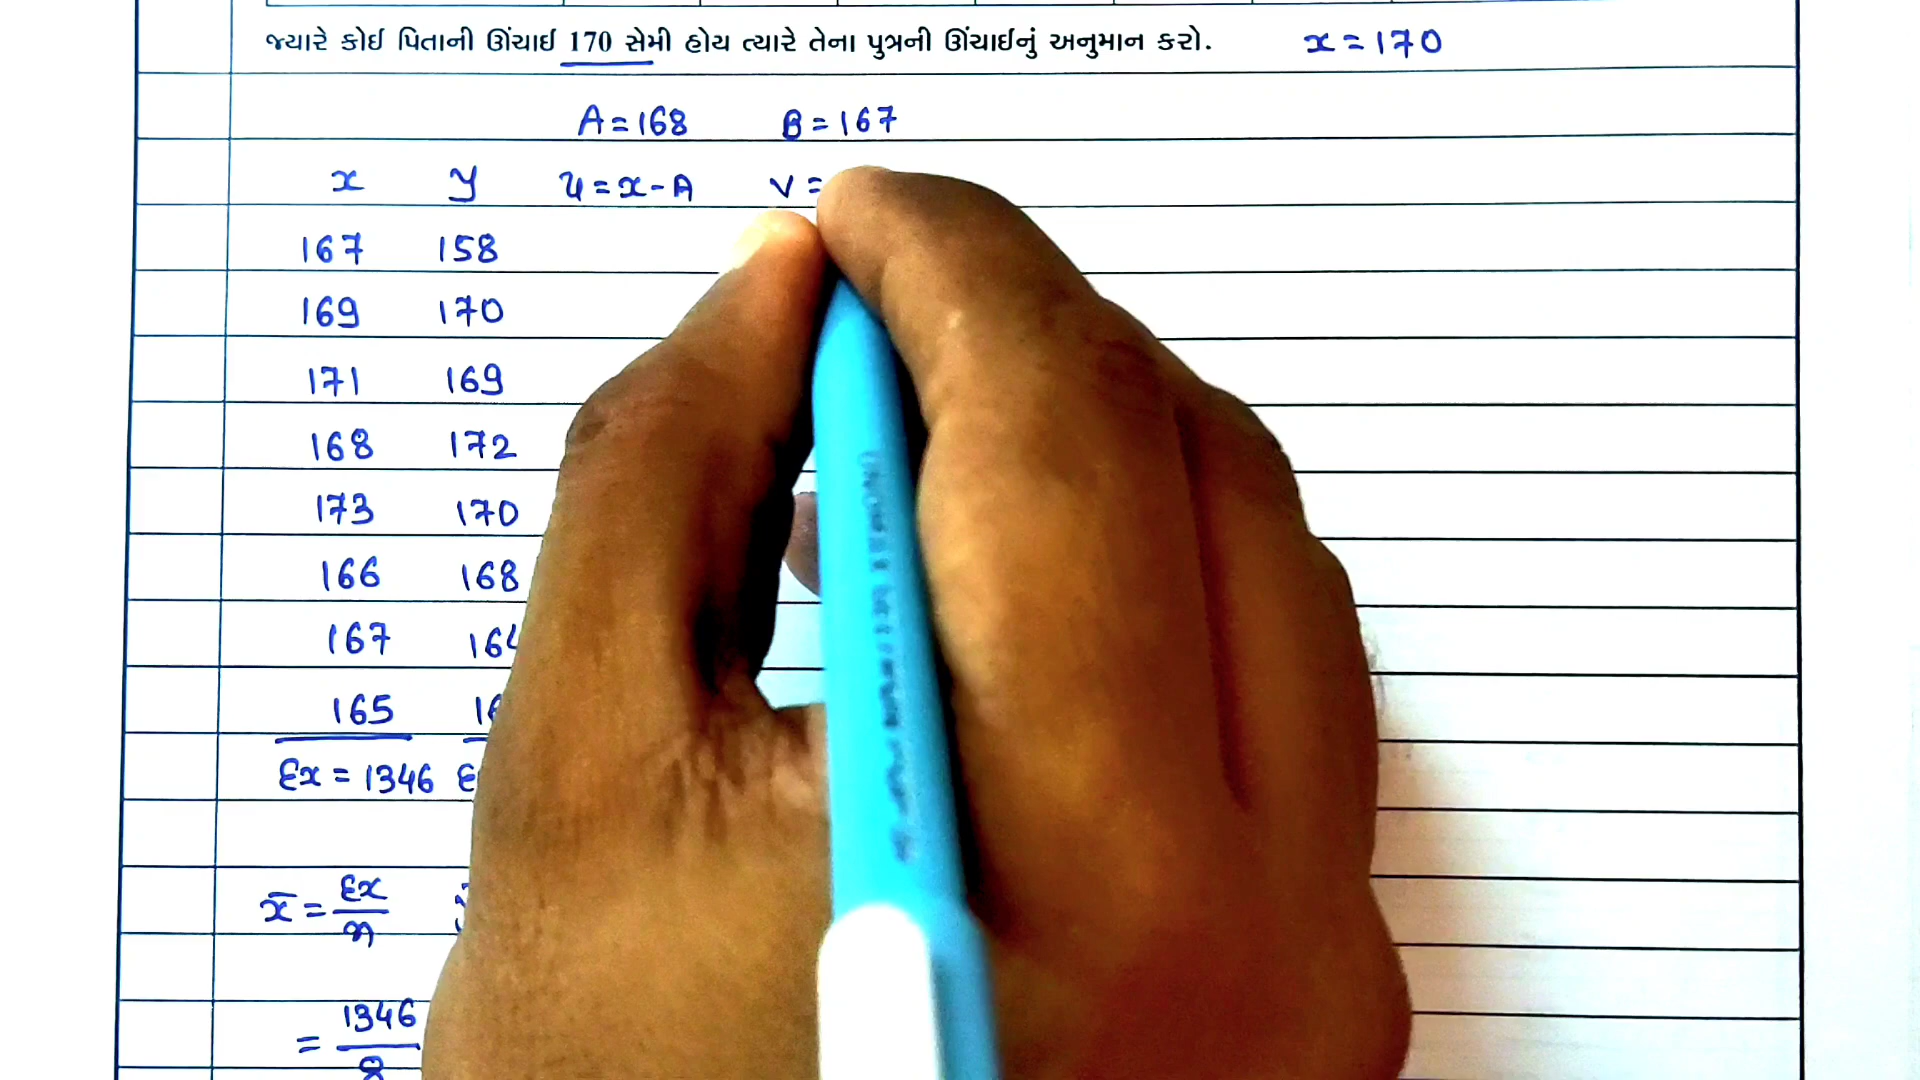 જ્યારે કોઈ પિતાની ઊંચાઈ 170 સેમી હોય ત્યારે તેના પુત્રની ઊંચાઈનું અનુમાન કરો. x = 170
A = 168 B = 167
x y u = x - A v =
167 158
169 170
171 169
168 172
173 170
166 168
167
165
Σx = 1346
x̄ = Σx / n
= 1346 / 8